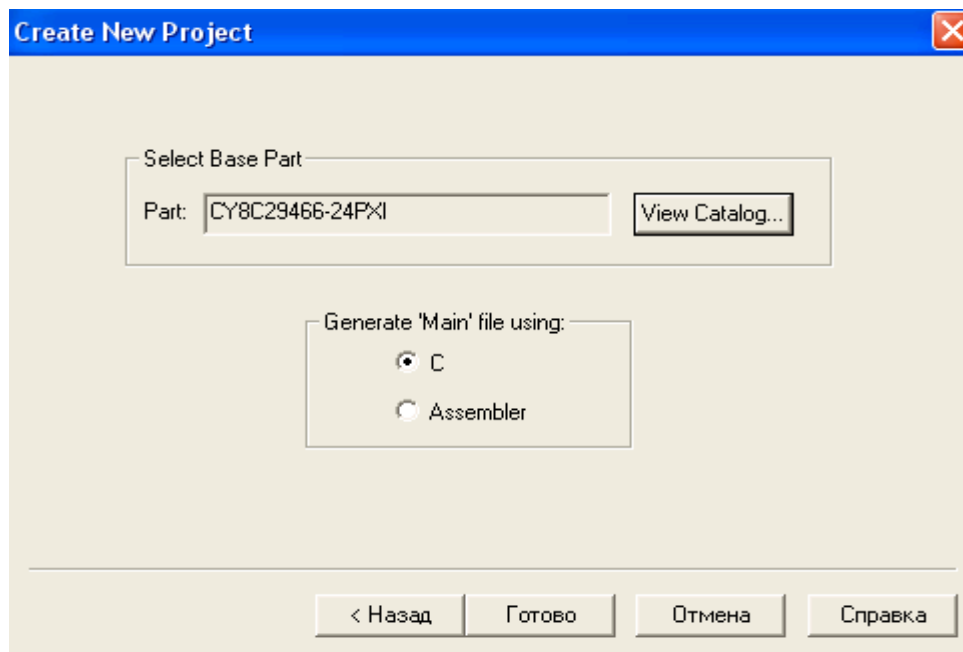 Create New Project
Select Base Part
Part: CY8C29466-24PXI View Catalog...
Generate 'Main' file using:
C
Assembler
< Назад Готово Отмена Справка